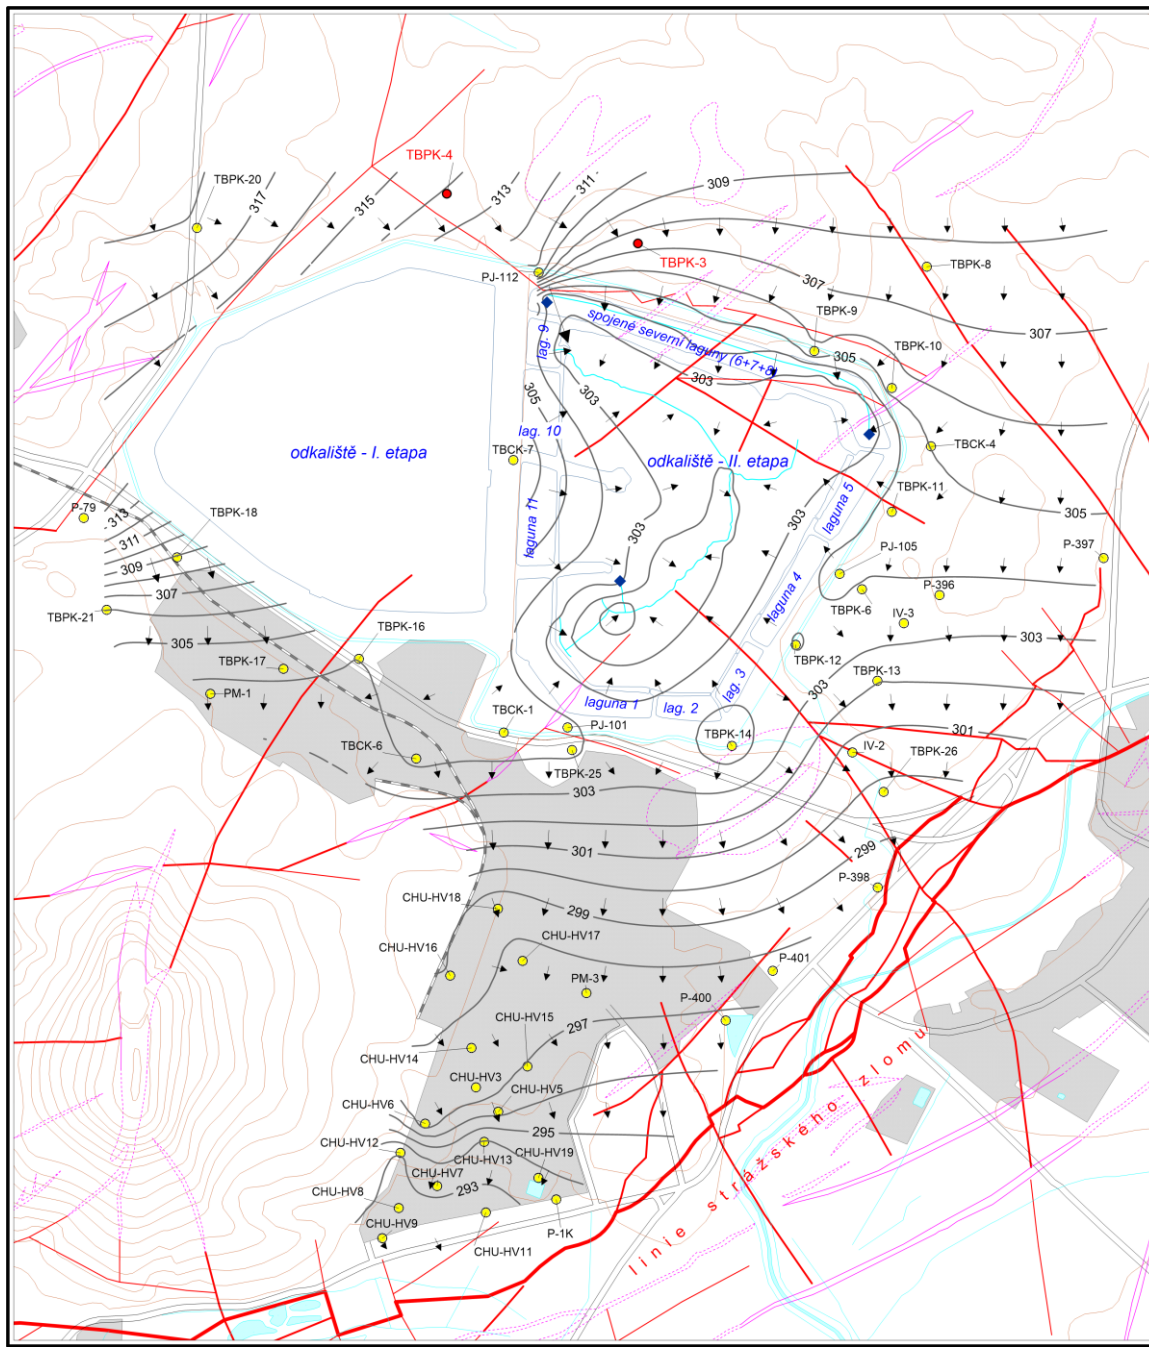 TBPK-4
TBPK-20
317
315
313
311
309
TBPK-3
TBPK-8
PJ-112
307
TBPK-9
307
lag. 9
spojené severní laguny (6+7+8)
305
TBPK-10
303
305
303
lag. 10
odkaliště - I. etapa
TBCK-7
odkaliště - II. etapa
TBCK-4
TBPK-11
laguna 5
P-79
313
TBPK-18
laguna 11
303
303
305
311
309
P-397
PJ-105
307
laguna 4
P-396
TBPK-6
TBPK-21
IV-3
305
TBPK-16
303
TBPK-12
TBPK-17
TBPK-13
PM-1
lag. 3
303
laguna 1
lag. 2
TBCK-1
PJ-101
TBPK-14
301
TBCK-6
IV-2
TBPK-26
TBPK-25
303
301
299
P-398
CHU-HV18
299
CHU-HV17
CHU-HV16
PM-3
P-401
P-400
CHU-HV15
297
CHU-HV14
CHU-HV3
CHU-HV5
CHU-HV6
295
CHU-HV12
CHU-HV13
CHU-HV19
CHU-HV7
CHU-HV8
293
CHU-HV9
P-1K
CHU-HV11
linie strážského zlomu